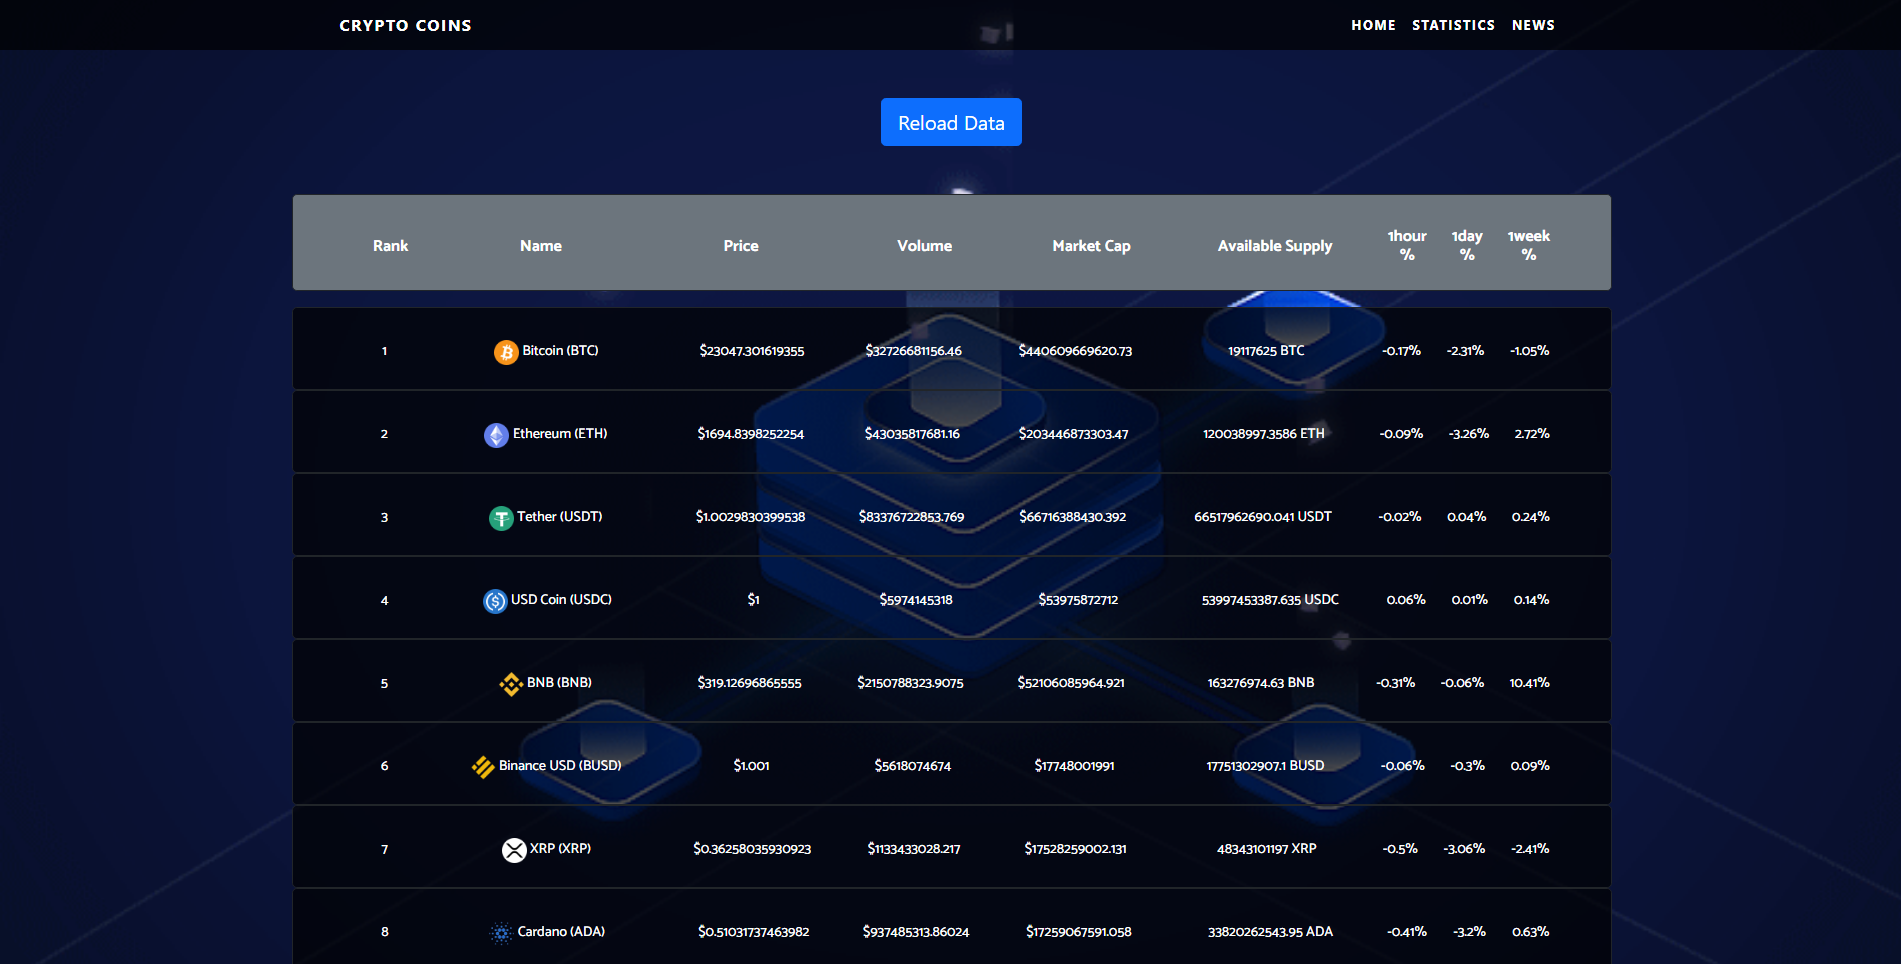 CRYPTO COINS HOME STATISTICS NEWS
Reload Data
Rank Name Price Volume Market Cap Available Supply 1hour % 1day % 1week %
1 Bitcoin (BTC) $23047.301619355 $32726681156.46 $440609669620.73 19117625 BTC -0.17% -2.31% -1.05%
2 Ethereum (ETH) $1694.8398252254 $43035817681.16 $203446873303.47 120038997.3586 ETH -0.09% -3.26% 2.72%
3 Tether (USDT) $1.0029830399538 $83376722853.769 $66716388430.392 66517962690.041 USDT -0.02% 0.04% 0.24%
4 USD Coin (USDC) $1 $5974145318 $53975872712 53997453387.635 USDC 0.06% 0.01% 0.14%
5 BNB (BNB) $319.12696865555 $2150788323.9075 $52106085964.921 163276974.63 BNB -0.31% -0.06% 10.41%
6 Binance USD (BUSD) $1.001 $5618074674 $17748001991 17751302907.1 BUSD -0.06% -0.3% 0.09%
7 XRP (XRP) $0.36258035930923 $1133433028.217 $17528259002.131 48343101197 XRP -0.5% -3.06% -2.41%
8 Cardano (ADA) $0.51031737463982 $937485313.86024 $17259067591.058 33820262543.95 ADA -0.41% -3.2% 0.63%